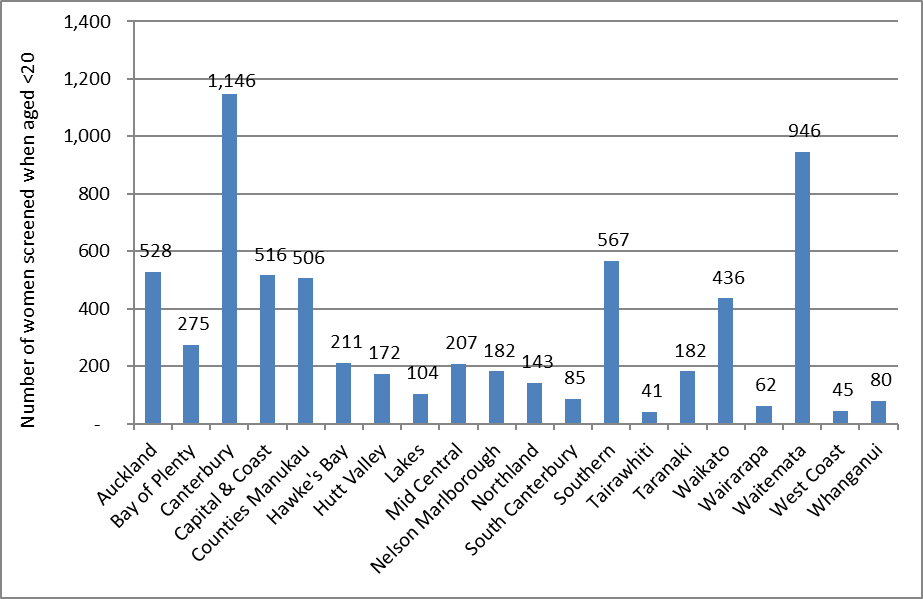 Number of women screened when aged <20
1,400
1,200
1,000
800
600
400
200
-
528
275
1,146
516
506
211
172
104
207
182
143
85
567
41
182
436
62
946
45
80
Auckland
Bay of Plenty
Canterbury
Capital & Coast
Counties Manukau
Hawke's Bay
Hutt Valley
Lakes
Mid Central
Nelson Marlborough
Northland
South Canterbury
Southern
Tairawhiti
Taranaki
Waikato
Wairarapa
Waitemata
West Coast
Whanganui